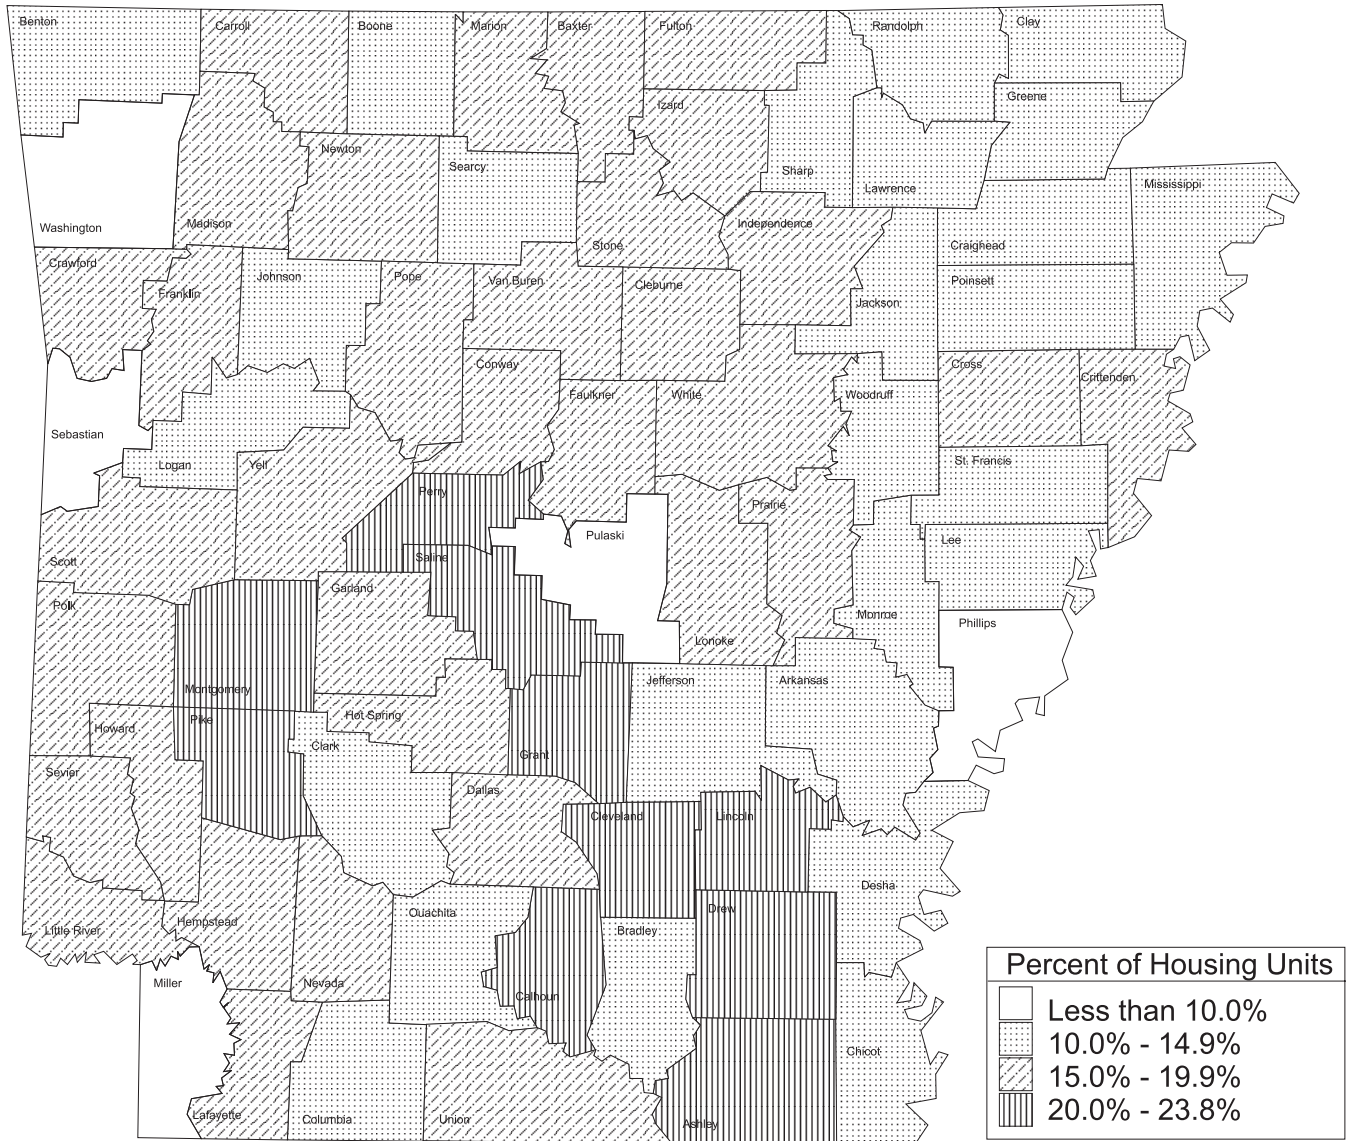 Benton
Carroll
Boone
Marion
Baxter
Fulton
Randolph
Clay
Izard
Greene
Newton
Searcy
Sharp
Lawrence
Mississippi
Washington
Madison
Stone
Independence
Craighead
Crawford
Franklin
Johnson
Pope
Van Buren
Cleburne
Jackson
Poinsett
Conway
Cross
Crittenden
Faulkner
White
Woodruff
Sebastian
Logan
Yell
St. Francis
Perry
Prairie
Pulaski
Lee
Scott
Saline
Garland
Polk
Lonoke
Monroe
Phillips
Montgomery
Jefferson
Arkansas
Pike
Hot Spring
Howard
Clark
Grant
Sevier
Dallas
Cleveland
Lincoln
Desha
Little River
Hempstead
Ouachita
Bradley
Drew
Miller
Nevada
Calhoun
Chicot
Lafayette
Columbia
Union
Ashley
Percent of Housing Units
Less than 10.0%
10.0% - 14.9%
15.0% - 19.9%
20.0% - 23.8%